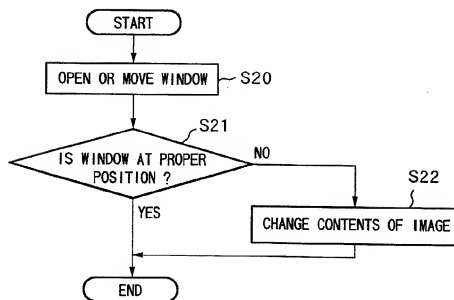 START
OPEN OR MOVE WINDOW
S20
S21
IS WINDOW AT PROPER
POSITION ?
NO
YES
S22
CHANGE CONTENTS OF IMAGE
END